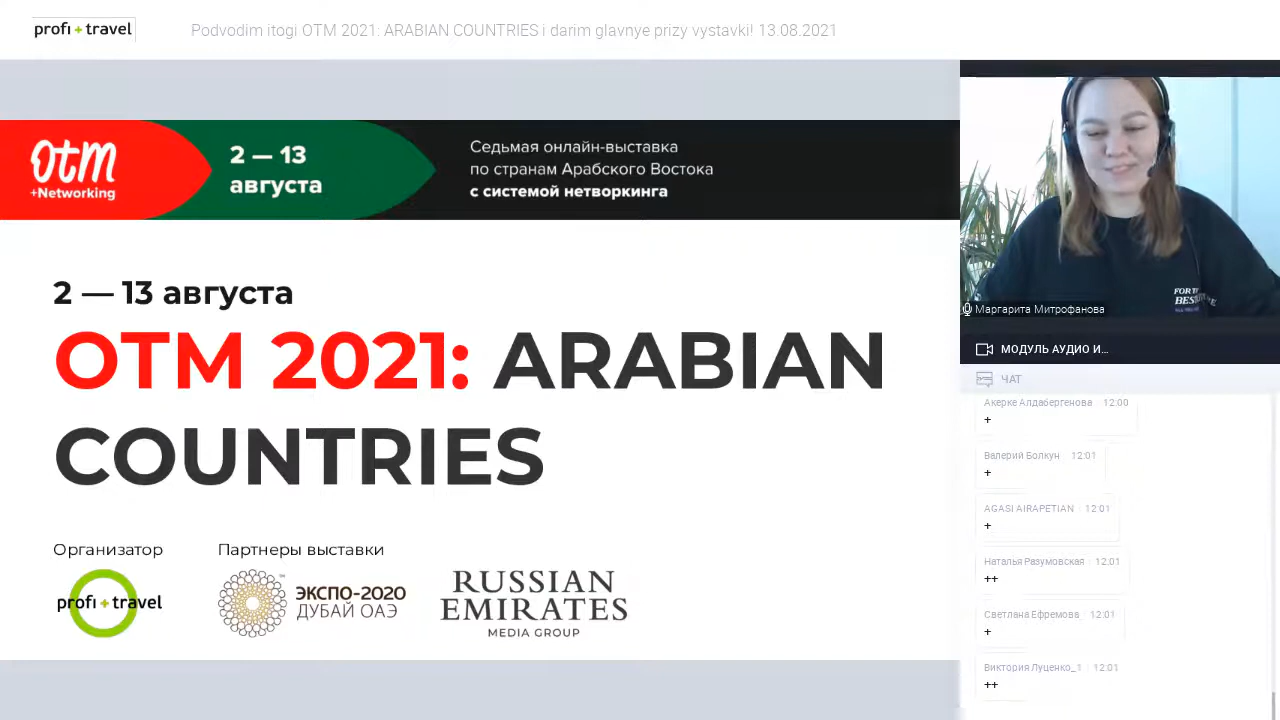 profi + travel
Podvodim itogi OTM 2021: ARABIAN COUNTRIES i darim glavnye prizy vystavki! 13.08.2021
OTM
+Networking
2 — 13
августа
Седьмая онлайн-выставка
по странам Арабского Востока
с системой нетворкинга
2 — 13 августа
OTM 2021: ARABIAN
COUNTRIES
Организатор
Партнеры выставки
profi + travel
ЭКСПО-2020
ДУБАЙ ОАЭ
RUSSIAN
EMIRATES
MEDIA GROUP
FOR TH
Маргарита Митрофанова
МОДУЛЬ АУДИО И...
ЧАТ
Акерке Алдабергенова 12:00
+
Валерий Болкун 12:01
+
AGASI AIRAPETIAN 12:01
+
Наталья Разумовская 12:01
++
Светлана Ефремова 12:01
+
Виктория Луценко_1 12:01
++